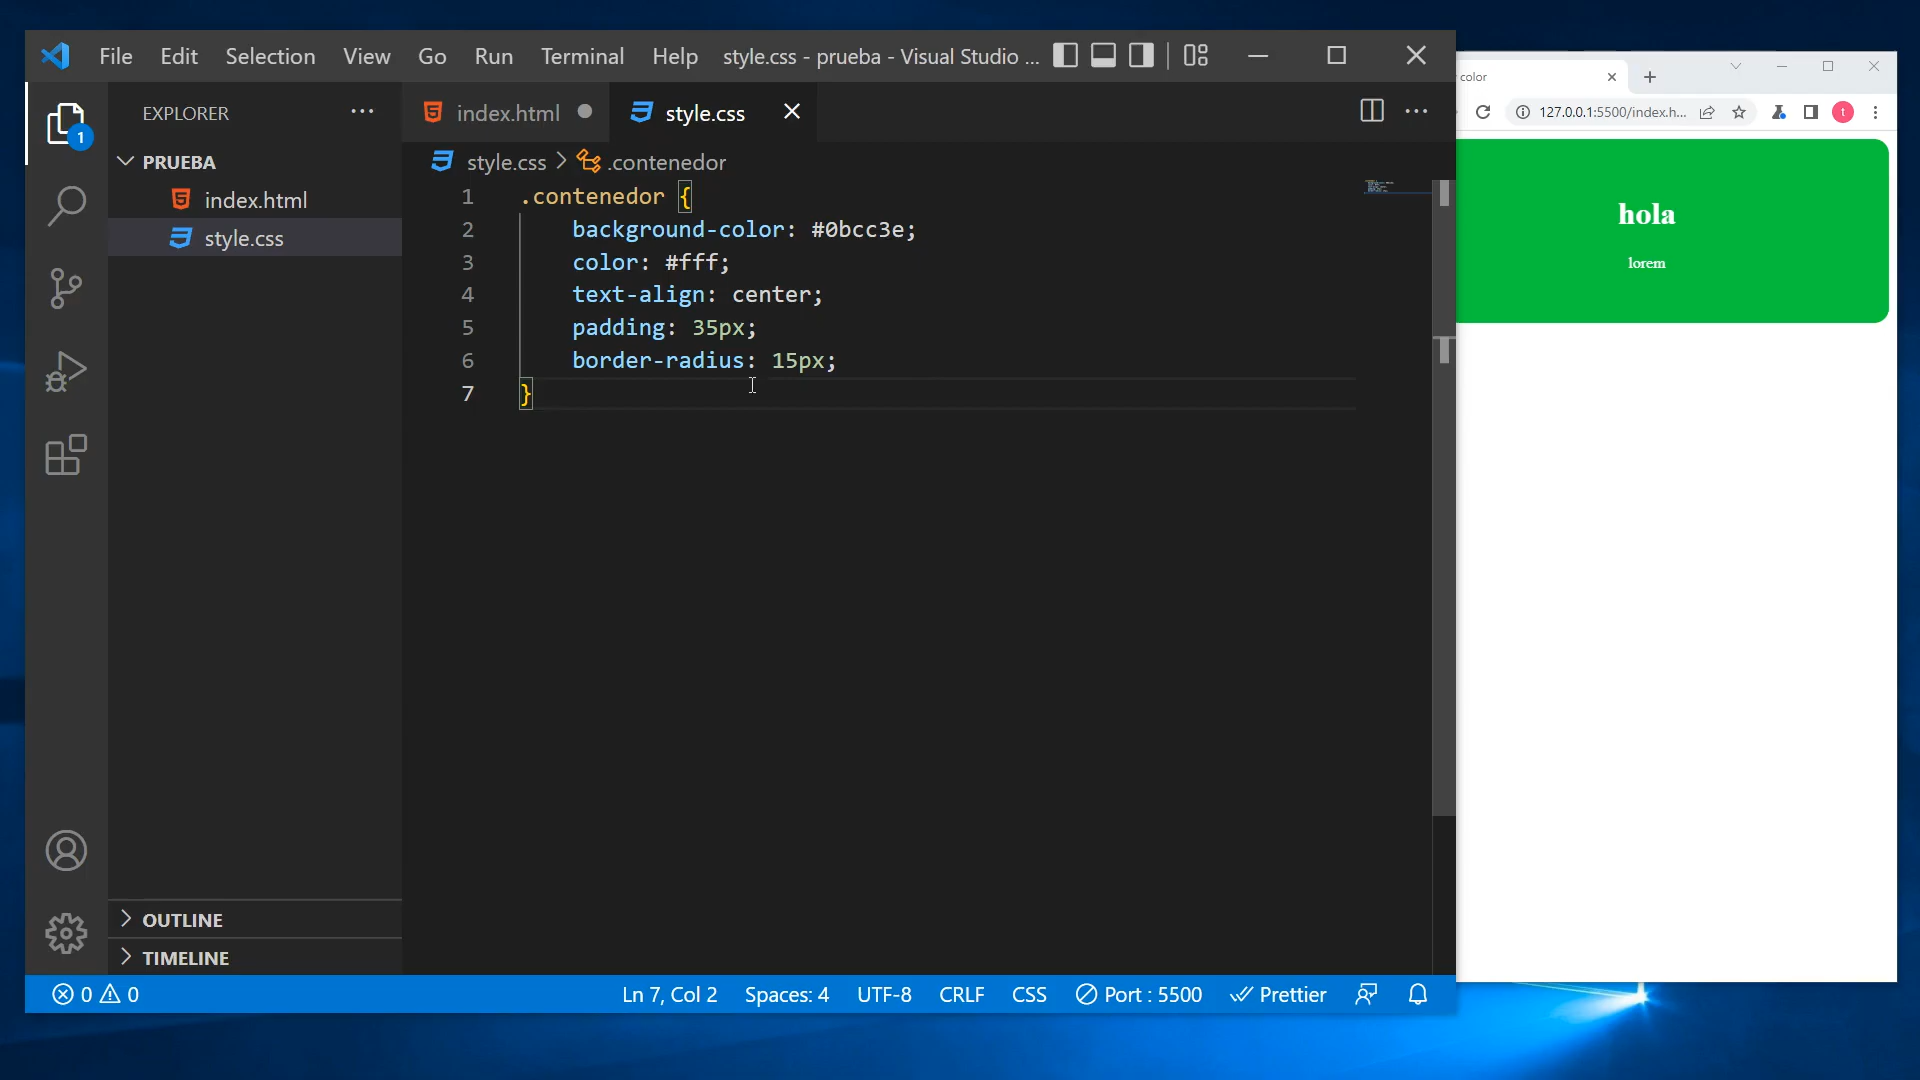 File Edit Selection View Go Run Terminal Help style.css - prueba - Visual Studio ...
color
EXPLORER
index.html
style.css
127.0.0.1:5500/index.h...
t
PRUEBA
style.css > .contenedor
index.html
style.css
1
1 .contenedor {
2 background-color: #0bcc3e;
3 color: #fff;
4 text-align: center;
5 padding: 35px;
6 border-radius: 15px;
7 }
hola
lorem
OUTLINE
TIMELINE
0 0 Ln 7, Col 2 Spaces: 4 UTF-8 CRLF CSS Port : 5500 Prettier